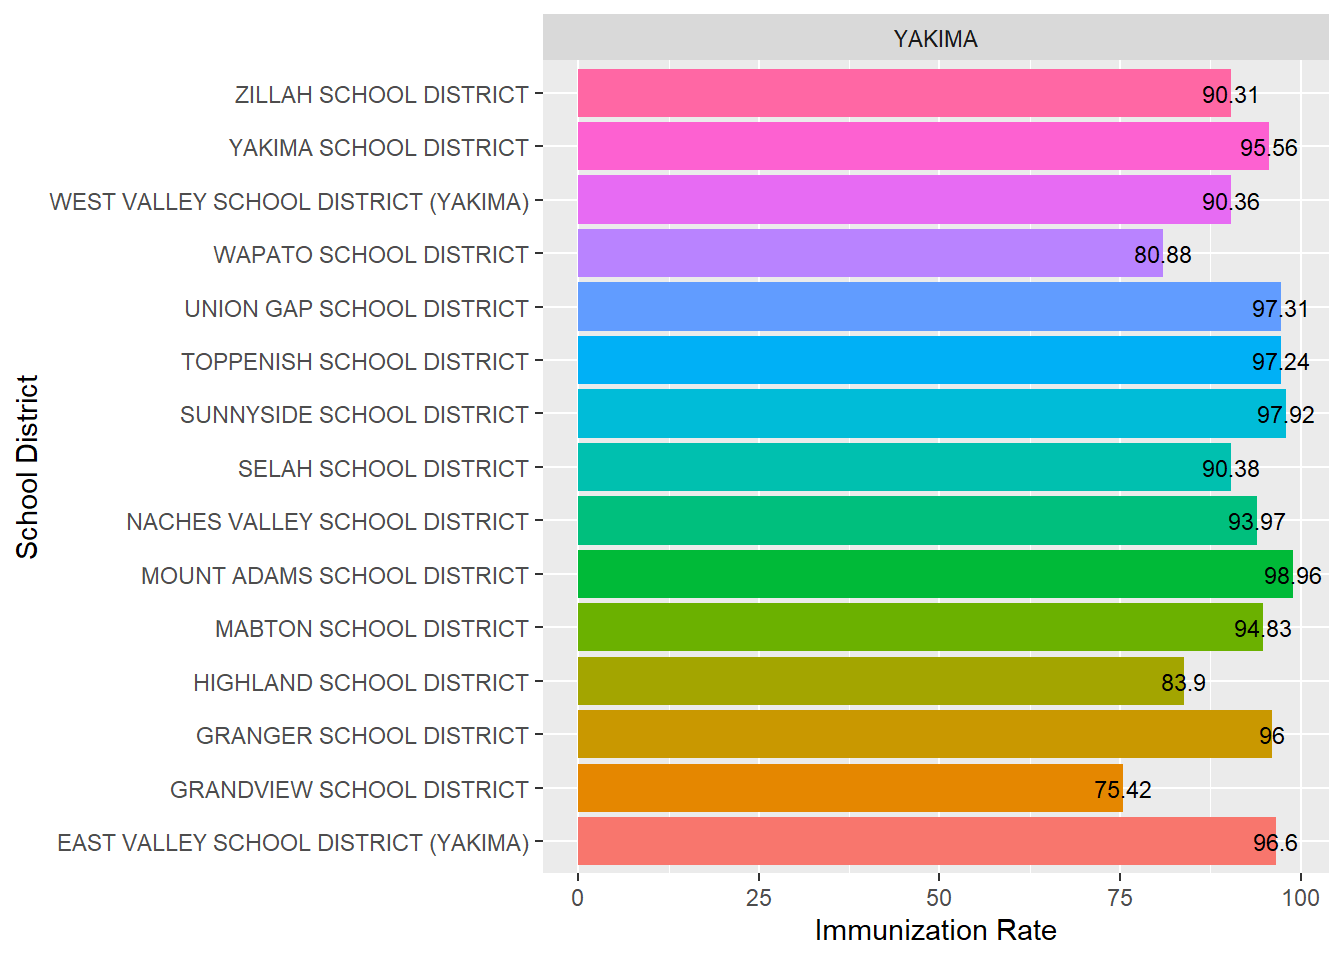 YAKIMA
ZILLAH SCHOOL DISTRICT 90.31
YAKIMA SCHOOL DISTRICT 95.56
WEST VALLEY SCHOOL DISTRICT (YAKIMA) 90.36
WAPATO SCHOOL DISTRICT 80.88
UNION GAP SCHOOL DISTRICT 97.31
TOPPENISH SCHOOL DISTRICT 97.24
SUNNYSIDE SCHOOL DISTRICT 97.92
SELAH SCHOOL DISTRICT 90.38
NACHES VALLEY SCHOOL DISTRICT 93.97
MOUNT ADAMS SCHOOL DISTRICT 98.96
MABTON SCHOOL DISTRICT 94.83
HIGHLAND SCHOOL DISTRICT 83.9
GRANGER SCHOOL DISTRICT 96
GRANDVIEW SCHOOL DISTRICT 75.42
EAST VALLEY SCHOOL DISTRICT (YAKIMA) 96.6
School District
0 25 50 75 100
Immunization Rate